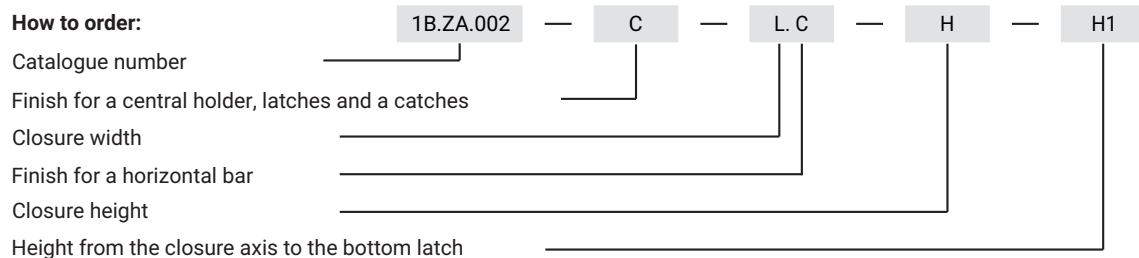 How to order: 1B.ZA.002 — C — L. C — H — H1
Catalogue number
Finish for a central holder, latches and a catches
Closure width
Finish for a horizontal bar
Closure height
Height from the closure axis to the bottom latch